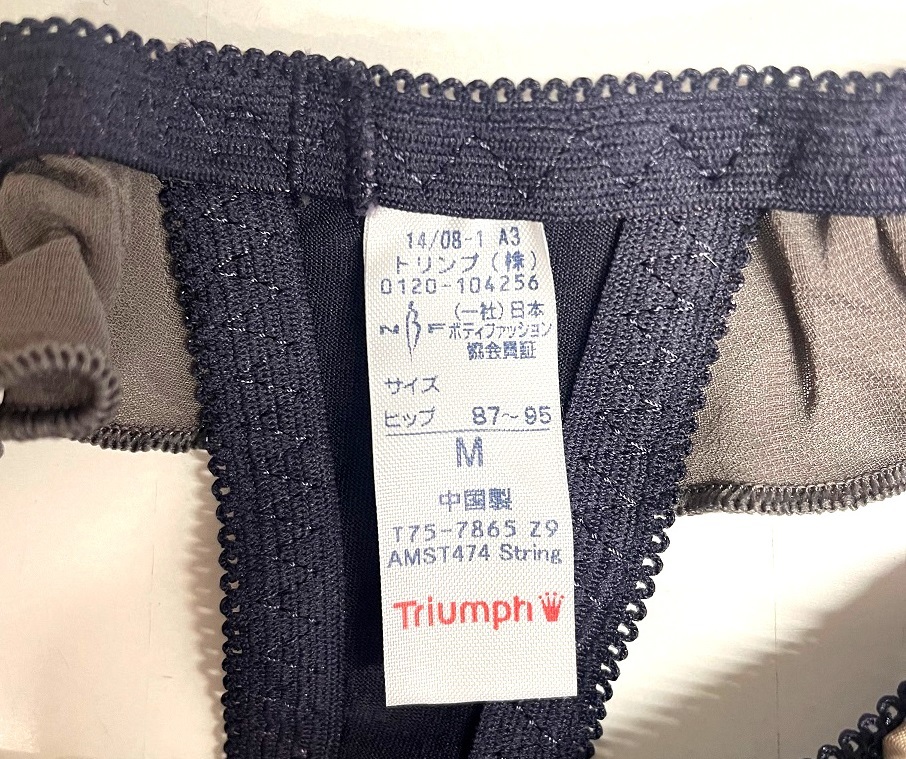 14/08-1 A3
トリンプ（株）
0120-104256
NBF
（一社）日本
ボディファッション
協会員証
サイズ
ヒップ 87～95
M
中国製
T75-7865 Z9
AMST474 String
Triumph